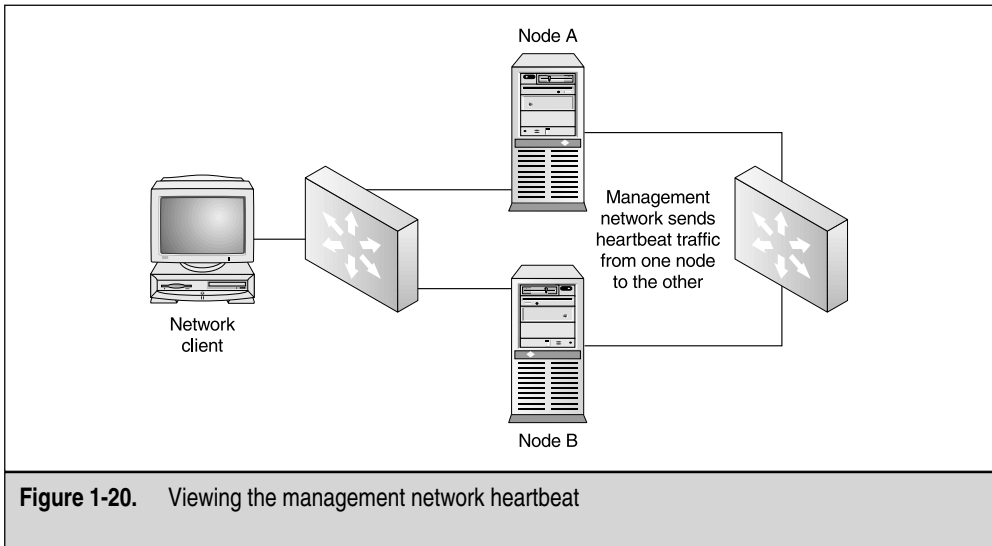 Node A
Management
network sends
heartbeat traffic
from one node
to the other
Network
client
Node B
Figure 1-20. Viewing the management network heartbeat